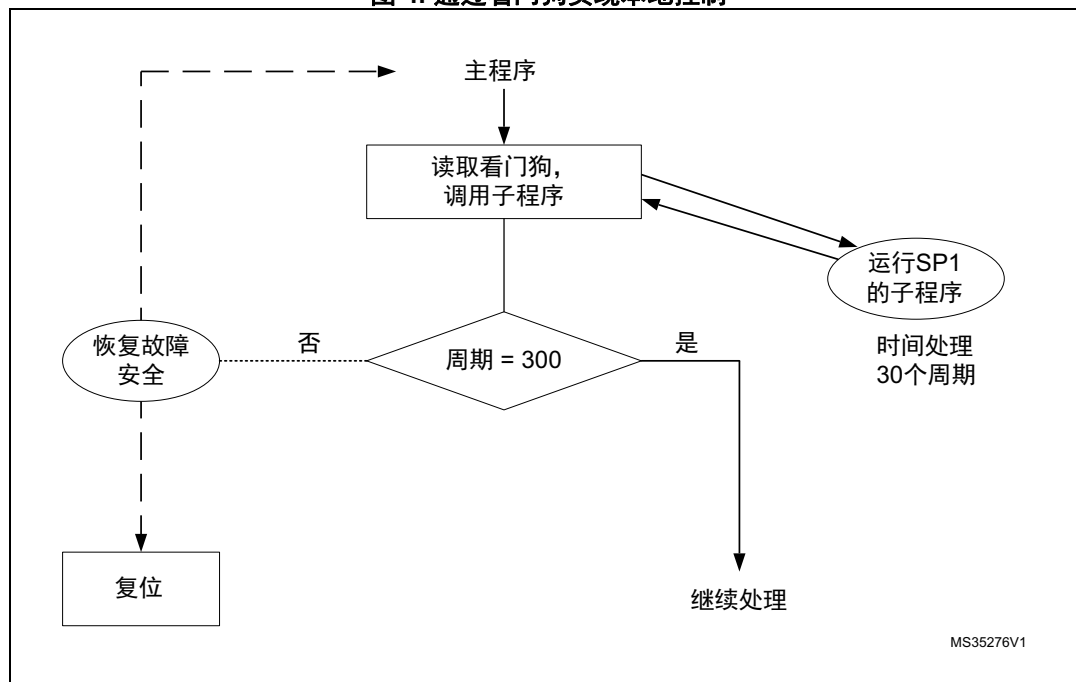 主程序
读取看门狗，
调用子程序
运行SP1
的子程序
时间处理
30个周期
恢复故障
安全
否
周期 = 300
是
复位
继续处理
MS35276V1